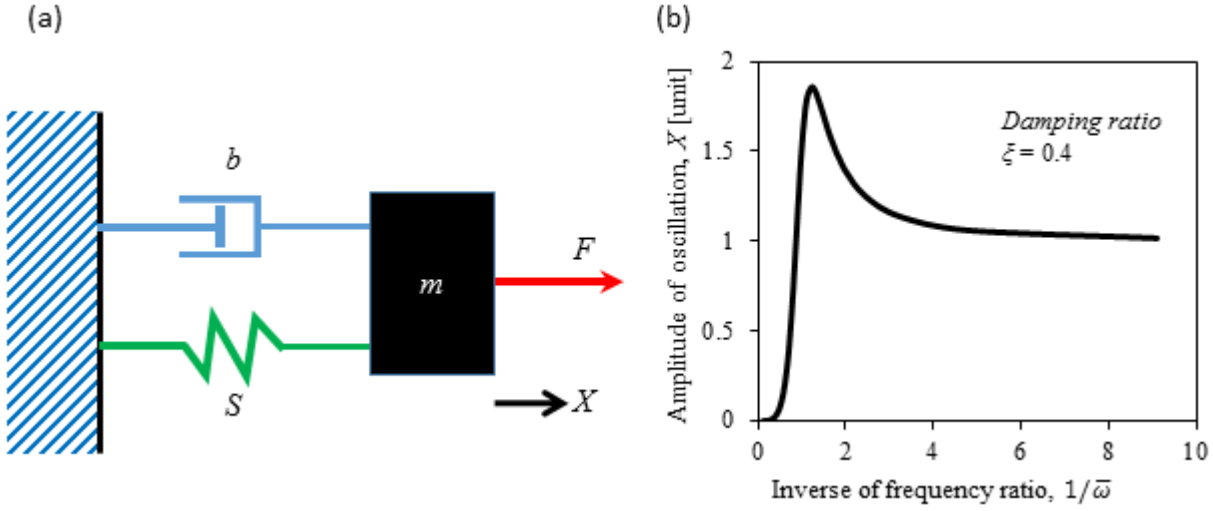 (a)
b
m
F
S
X
(b)
Amplitude of oscillation, X [unit]
2
1.5
1
0.5
0
Damping ratio
ξ = 0.4
0 2 4 6 8 10
Inverse of frequency ratio, 1/ω̅